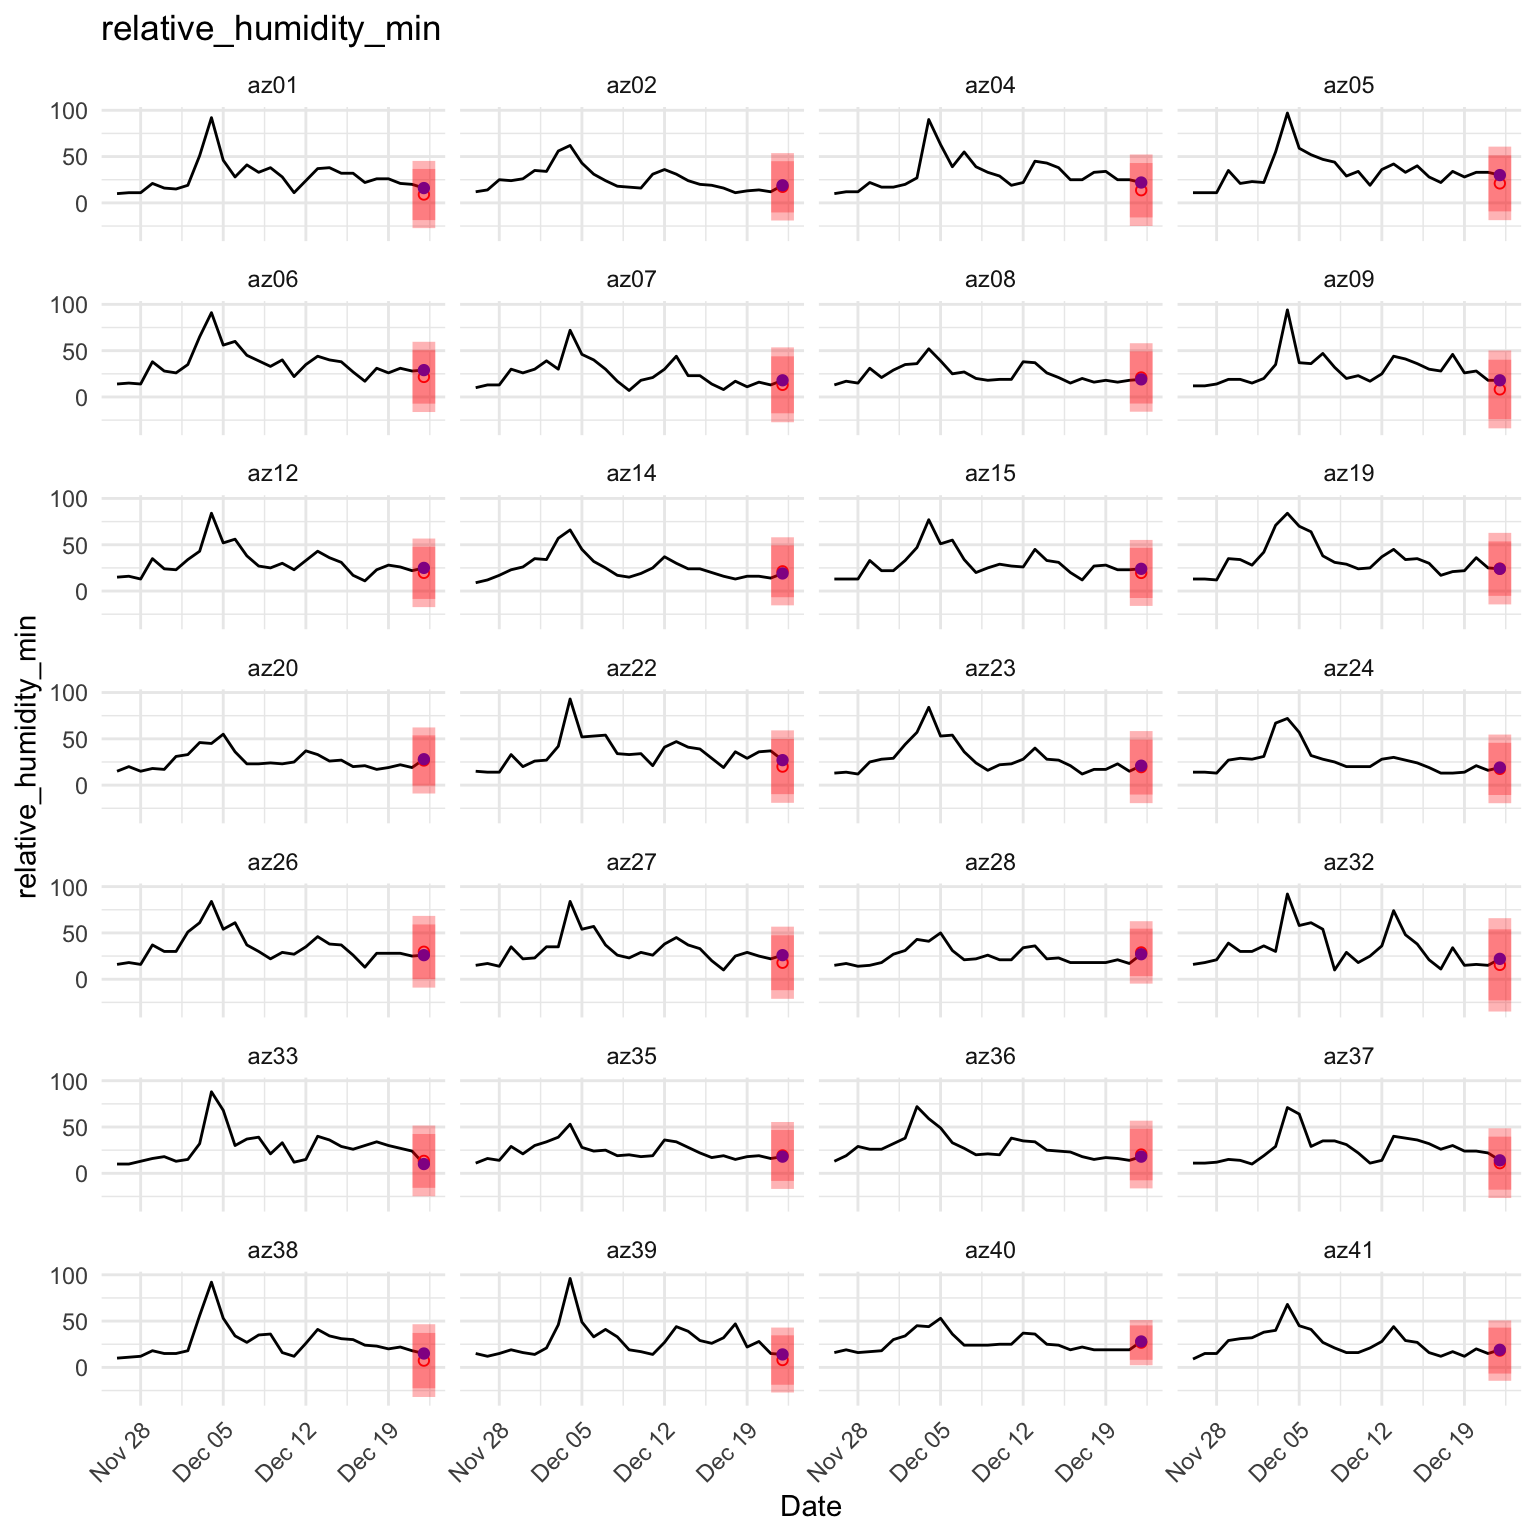 relative_humidity_min
az01 az02 az04 az05
100
50
0
az06 az07 az08 az09
100
50
0
az12 az14 az15 az19
100
50
0
az20 az22 az23 az24
100
50
0
az26 az27 az28 az32
100
50
0
az33 az35 az36 az37
100
50
0
az38 az39 az40 az41
100
50
0
relative_humidity_min
Nov 28 Dec 05 Dec 12 Dec 19 Nov 28 Dec 05 Dec 12 Dec 19 Nov 28 Dec 05 Dec 12 Dec 19 Nov 28 Dec 05 Dec 12 Dec 19
Date